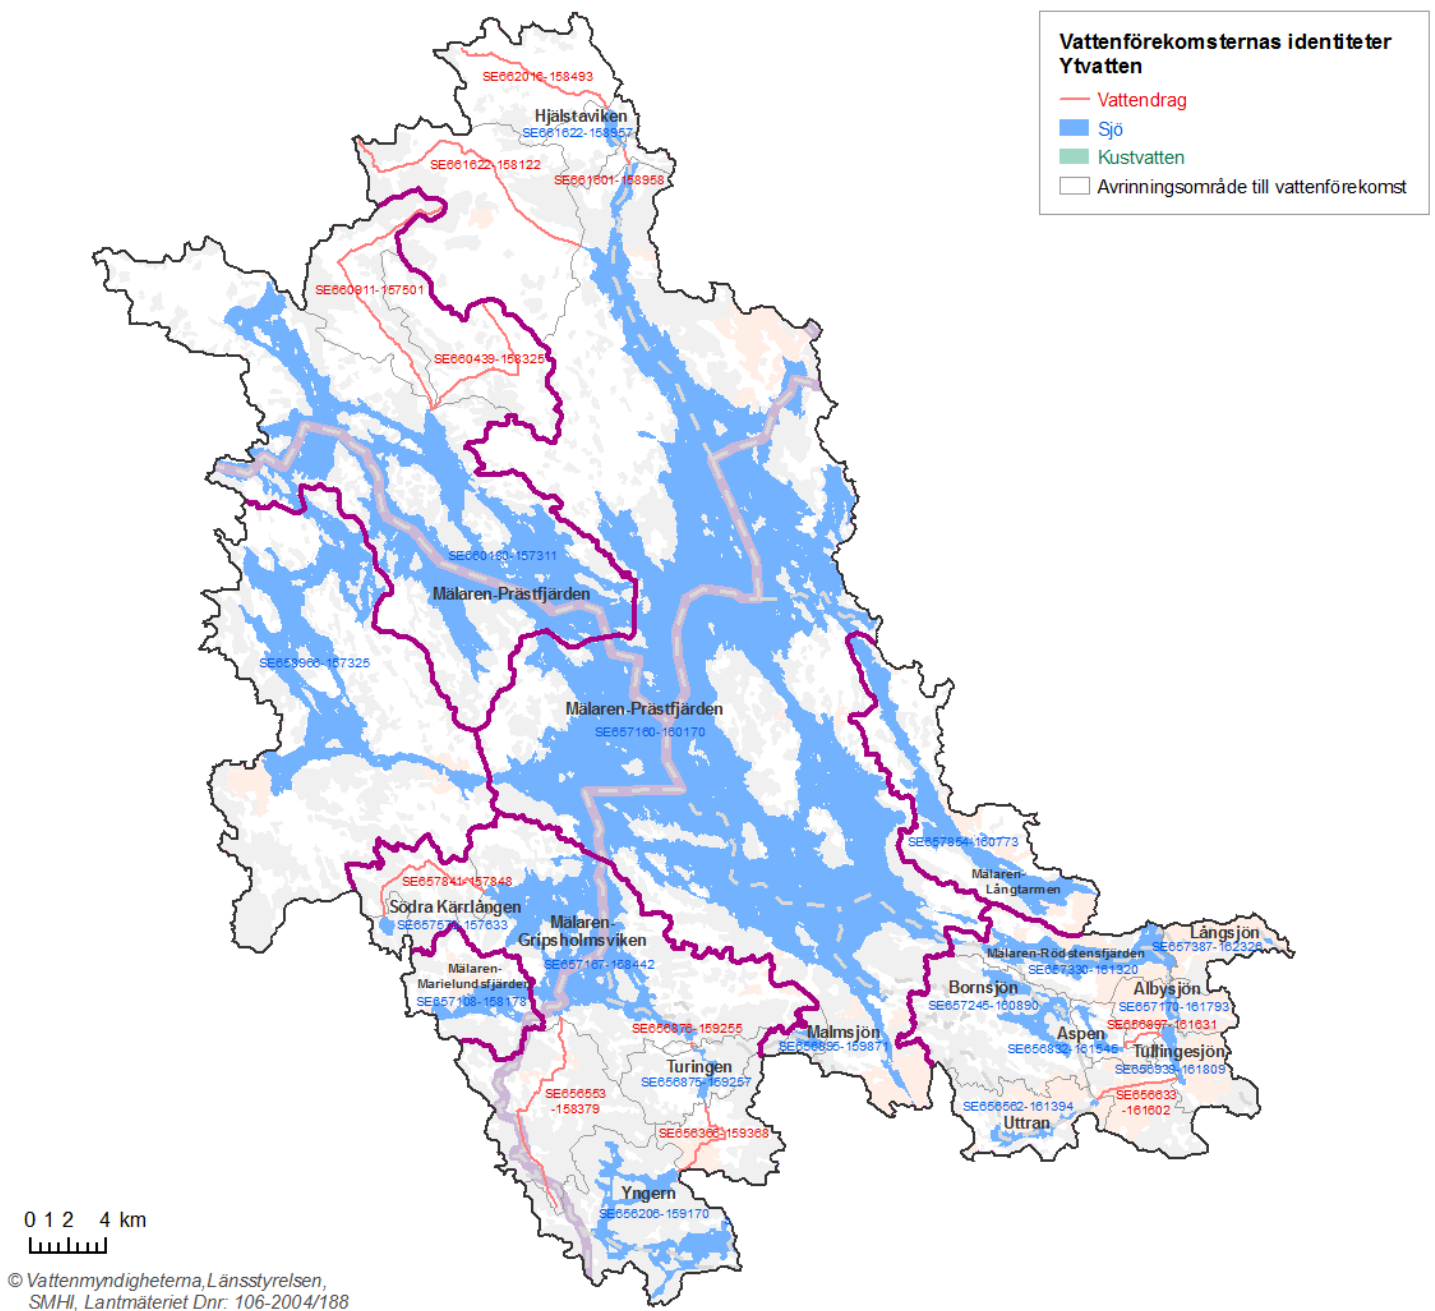 Vattenförekomsternas identiteter
Ytvatten
Vattendrag
Sjö
Kustvatten
Avrinningsområde till vattenförekomst
SE662016-158493
Hjälstaviken
SE661622-158957
SE661622-158122
SE661601-158958
SE660911-157501
SE660439-158325
SE660180-157311
Mälaren-Prästfjärden
SE658966-157325
Mälaren-Prästfjärden
SE657160-160170
SE657854-160773
Mälaren-
Långtarmen
SE657841-157848
Södra Kärrlången
SE657574-157633
Mälaren-
Gripsholmsviken
SE657167-158442
Mälaren-
Marielundsfjärden
SE657108-158178
Långsjön
SE657387-162326
Mälaren-Rödstensfjärden
SE657330-161320
Bornsjön
SE657245-160890
Albysjön
SE657170-161793
SE656897-161631
Aspen
SE656832-161545
Tullingesjön
SE656939-161809
Malmsjön
SE656895-159871
SE656876-159255
Turingen
SE656875-159257
SE656553
-158379
SE656366-159368
SE656633
-161602
SE656562-161394
Uttran
Yngern
SE656206-159170
0 1 2 4 km
© Vattenmyndigheterna, Länsstyrelsen,
SMHI, Lantmäteriet Dnr: 106-2004/188